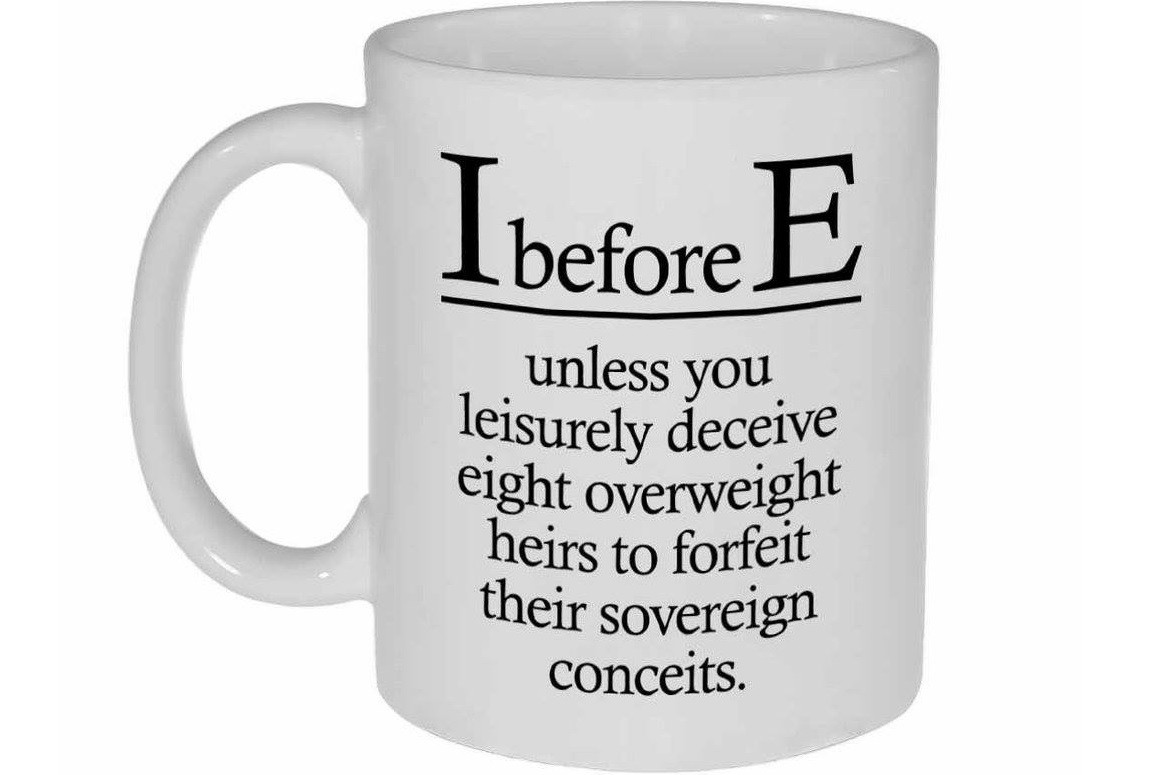 I before E
unless you
leisurely deceive
eight overweight
heirs to forfeit
their sovereign
conceits.